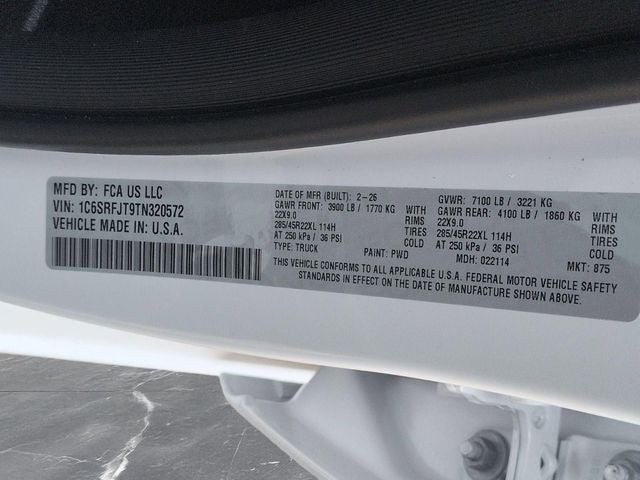 MFD BY: FCA US LLC
VIN: 1C6SRFJT9TN320572
VEHICLE MADE IN: U.S.A.
DATE OF MFR (BUILT): 2-26
GAWR FRONT: 3900 LB / 1770 KG WITH
22X9.0 RIMS
285/45R22XL 114H TIRES
AT 250 kPa / 36 PSI COLD
TYPE: TRUCK PAINT: PWD
GVWR: 7100 LB / 3221 KG
GAWR REAR: 4100 LB / 1860 KG WITH
22X9.0 RIMS
285/45R22XL 114H TIRES
AT 250 kPa / 36 PSI COLD
MDH: 022114 MKT: 875
THIS VEHICLE CONFORMS TO ALL APPLICABLE U.S.A. FEDERAL MOTOR VEHICLE SAFETY
STANDARDS IN EFFECT ON THE DATE OF MANUFACTURE SHOWN ABOVE.